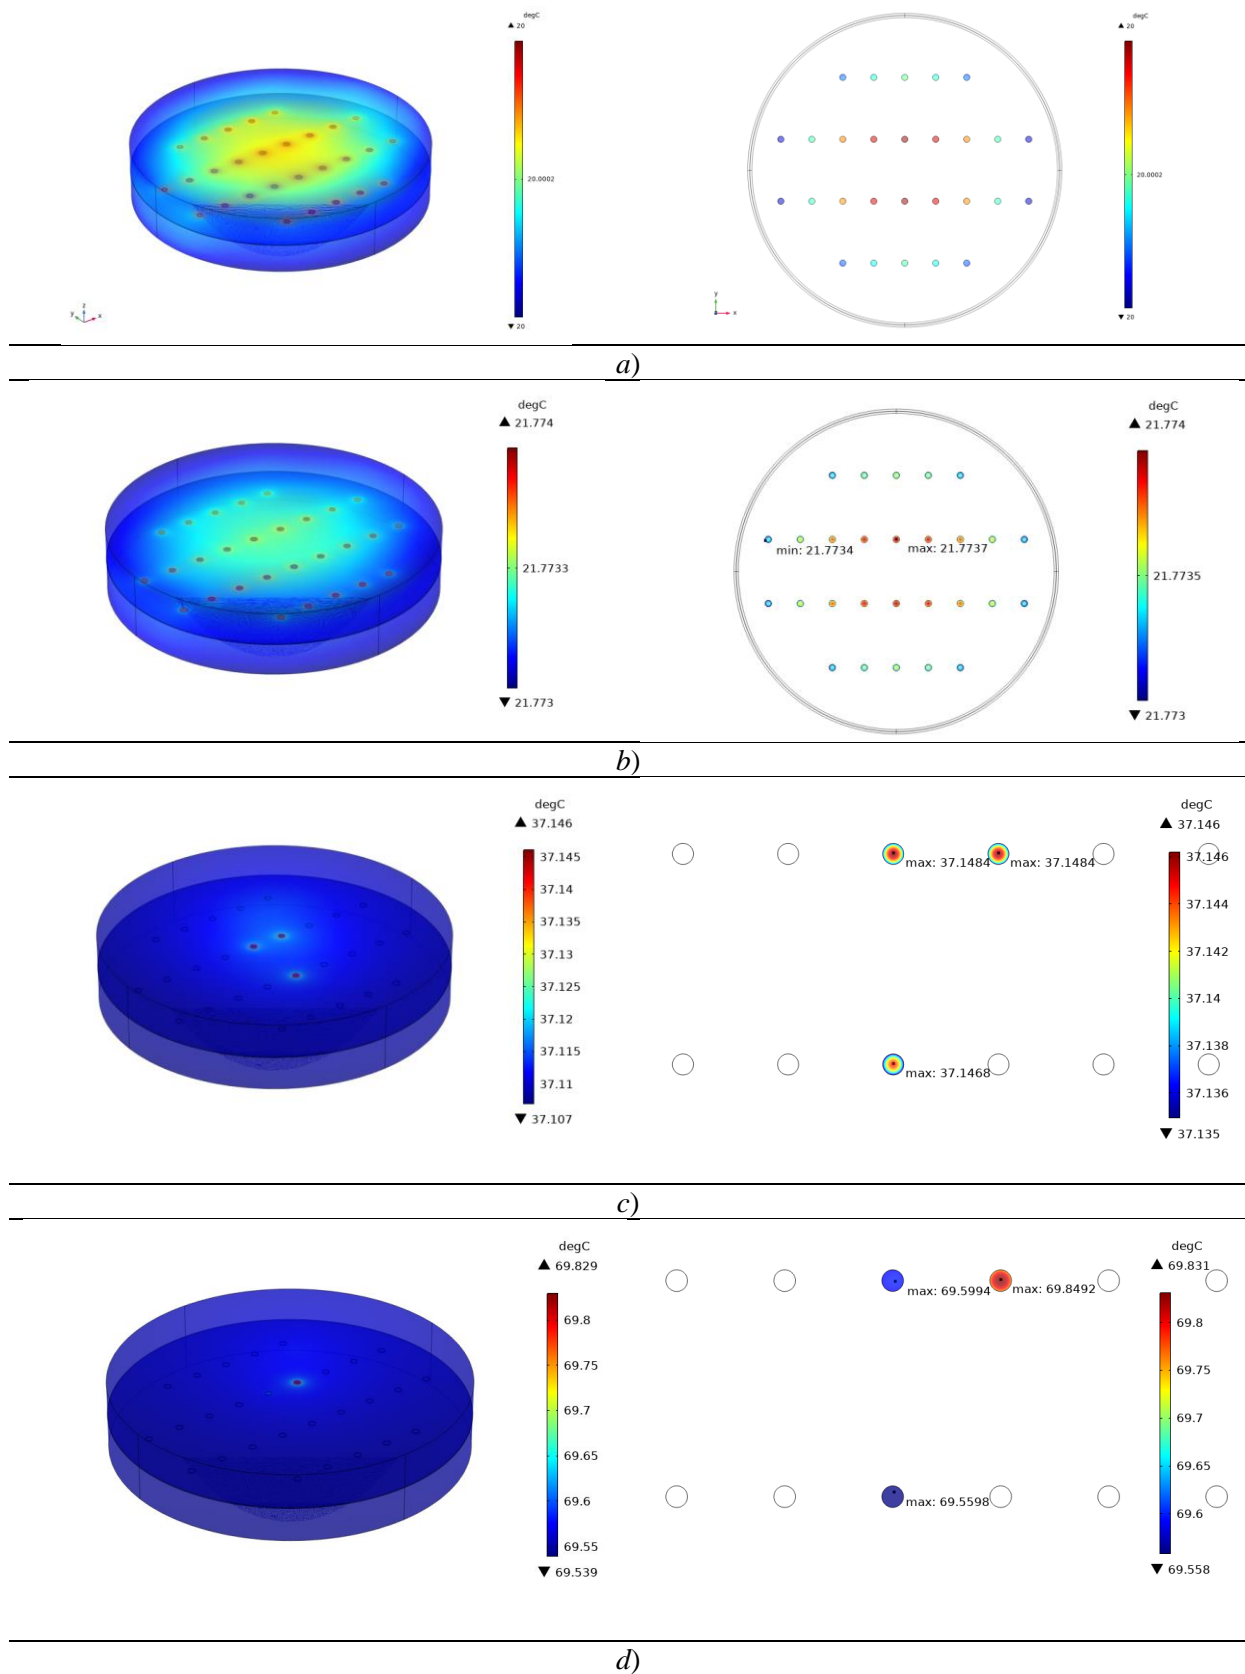 degC
▲ 20
20.0002
▼ 20
z
y
x
degC
▲ 20
20.0002
▼ 20
y
x
a)
degC
▲ 21.774
21.7733
▼ 21.773
degC
▲ 21.774
min: 21.7734
max: 21.7737
21.7735
▼ 21.773
b)
degC
▲ 37.146
37.145
37.14
37.135
37.13
37.125
37.12
37.115
37.11
▼ 37.107
degC
▲ 37.146
max: 37.1484
max: 37.1484
max: 37.1468
37.146
37.144
37.142
37.14
37.138
37.136
▼ 37.135
c)
degC
▲ 69.829
69.8
69.75
69.7
69.65
69.6
69.55
▼ 69.539
degC
▲ 69.831
max: 69.5994
max: 69.8492
max: 69.5598
69.8
69.75
69.7
69.65
69.6
▼ 69.558
d)